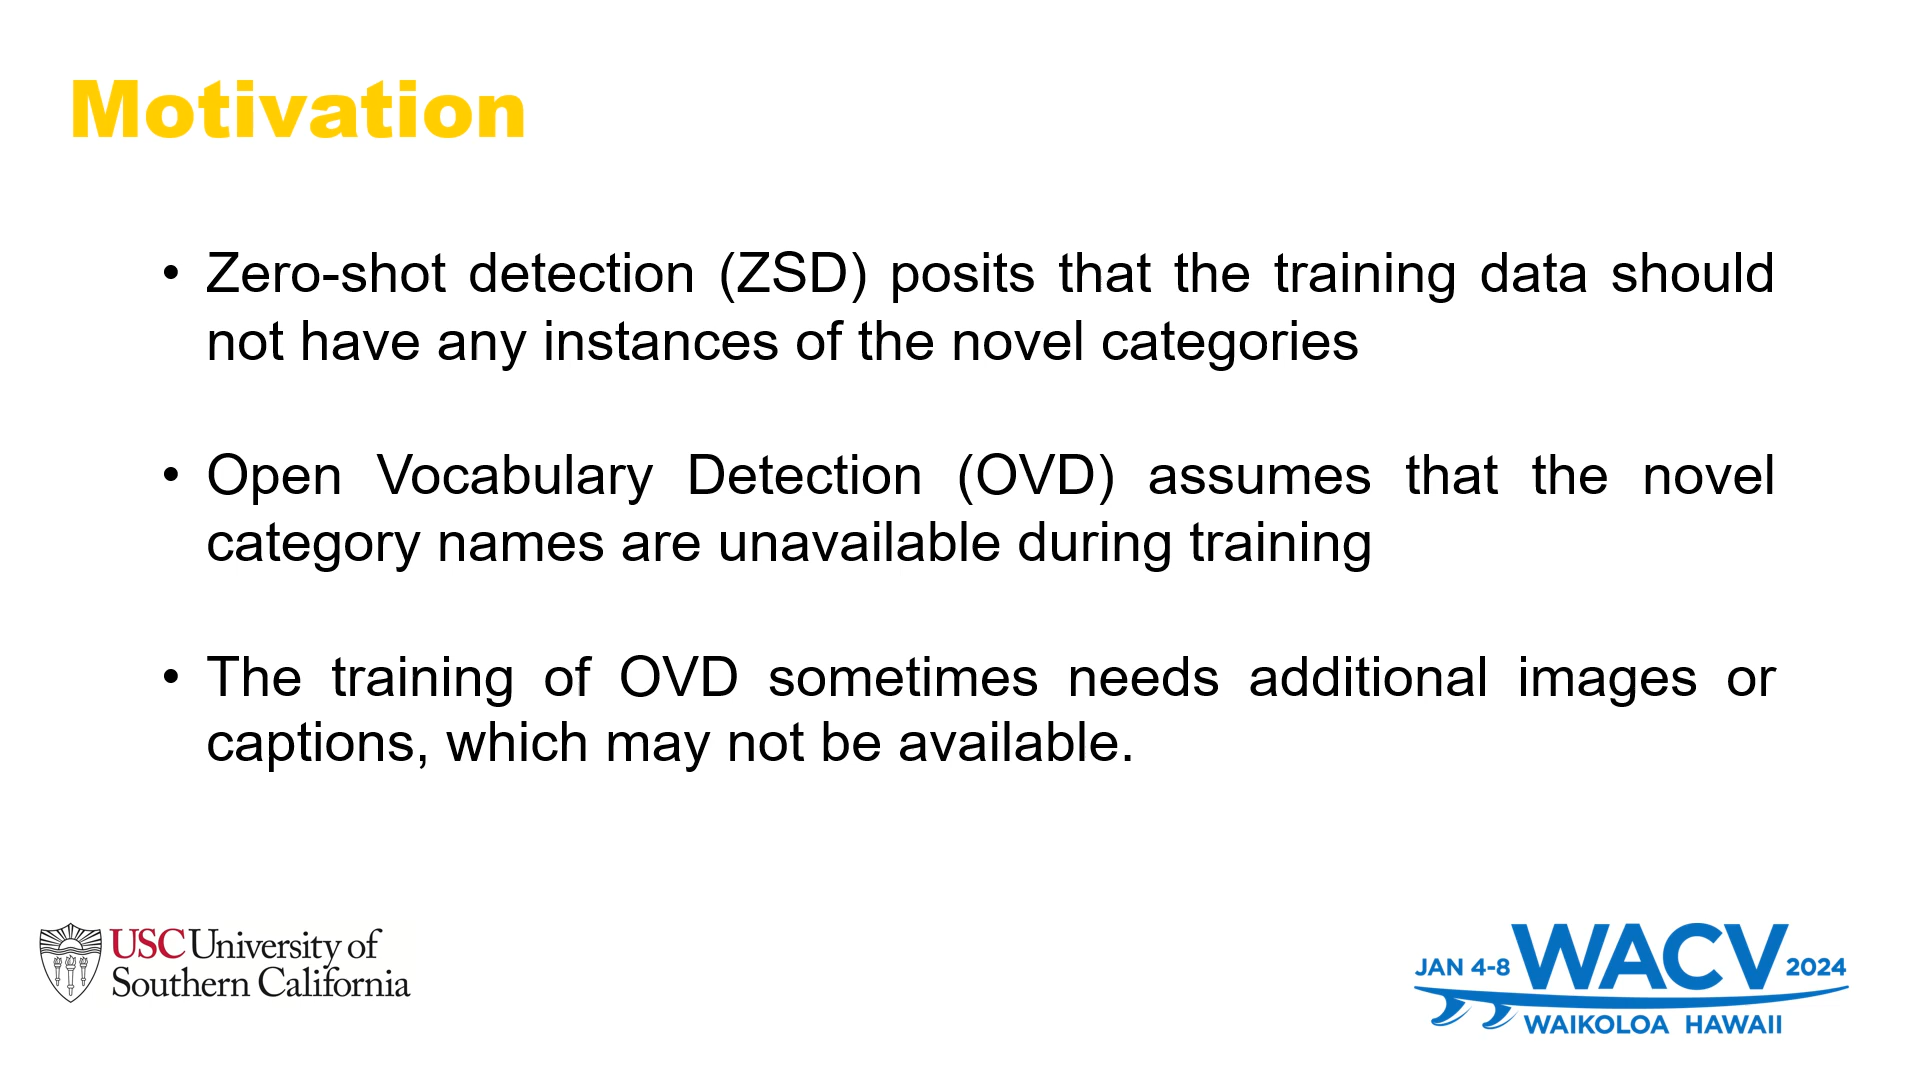 Motivation
• Zero-shot detection (ZSD) posits that the training data should
not have any instances of the novel categories
• Open Vocabulary Detection (OVD) assumes that the novel
category names are unavailable during training
• The training of OVD sometimes needs additional images or
captions, which may not be available.
USC University of
Southern California
JAN 4-8 WACV 2024
WAIKOLOA HAWAII